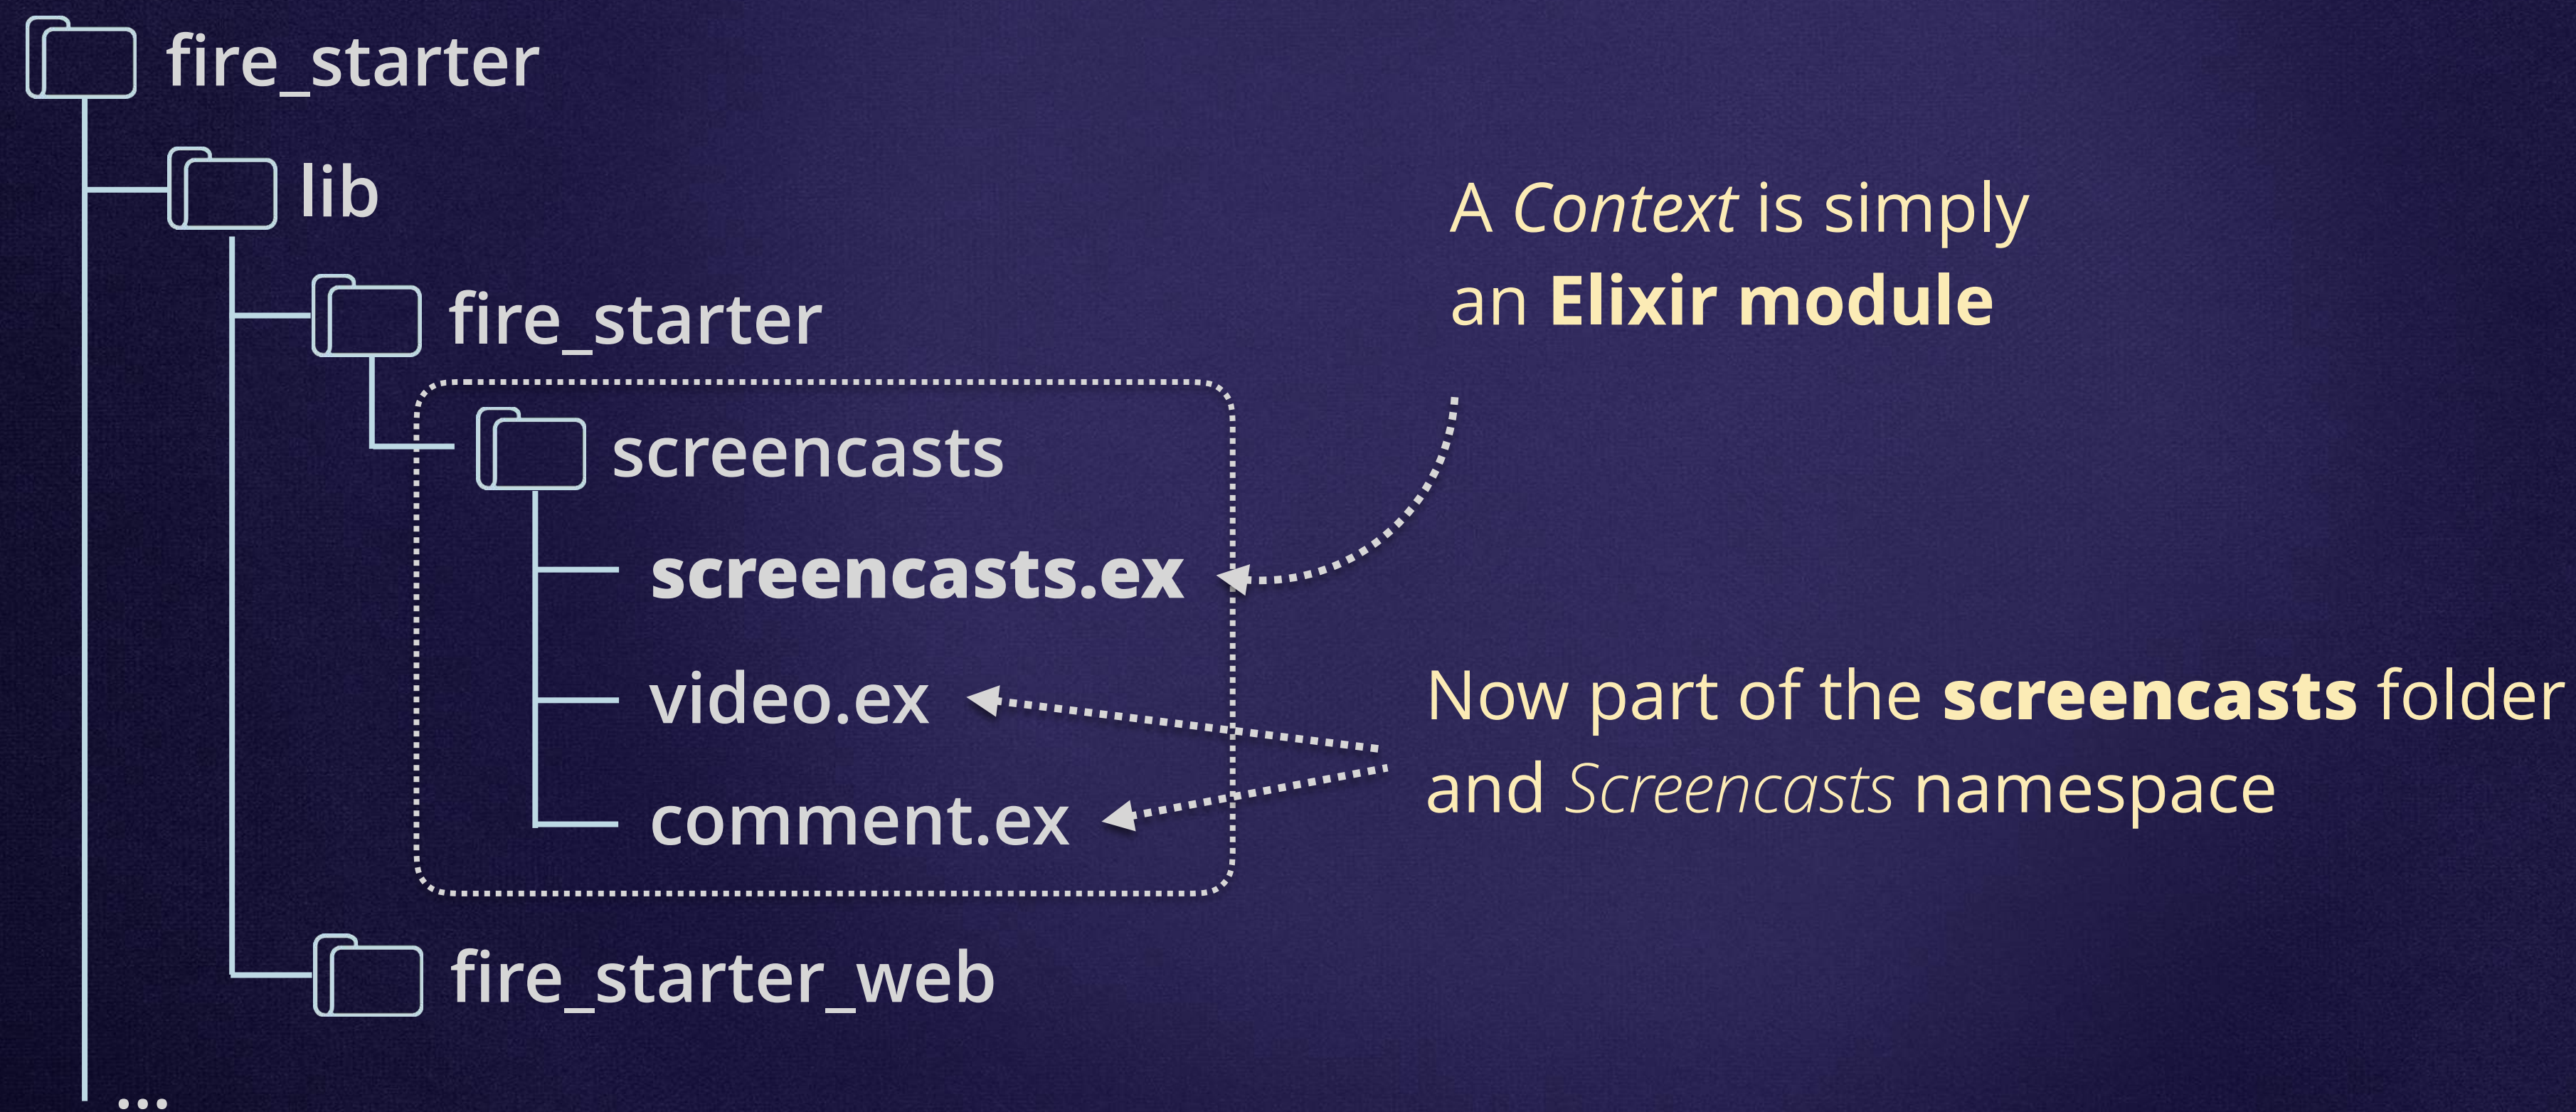 fire_starter
lib
fire_starter
screencasts
screencasts.ex
video.ex
comment.ex
fire_starter_web
...
A Context is simply
an Elixir module
Now part of the screencasts folder
and Screencasts namespace